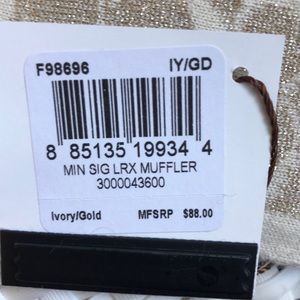 F98696 IY/GD
8 85135 19934 4
MIN SIG LRX MUFFLER
3000043600
Ivory/Gold MFSRP $88.00